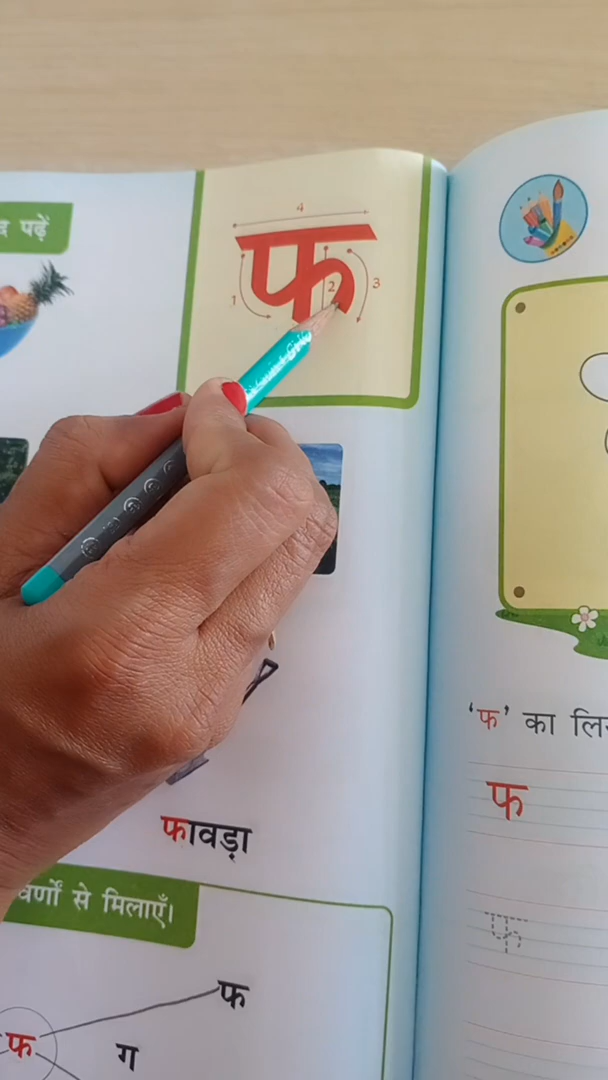 पढ़ें
4
फ
1
2
3
फावड़ा
वर्णों से मिलाएँ।
फ
फ
ग
‘फ’ का
फ
फ